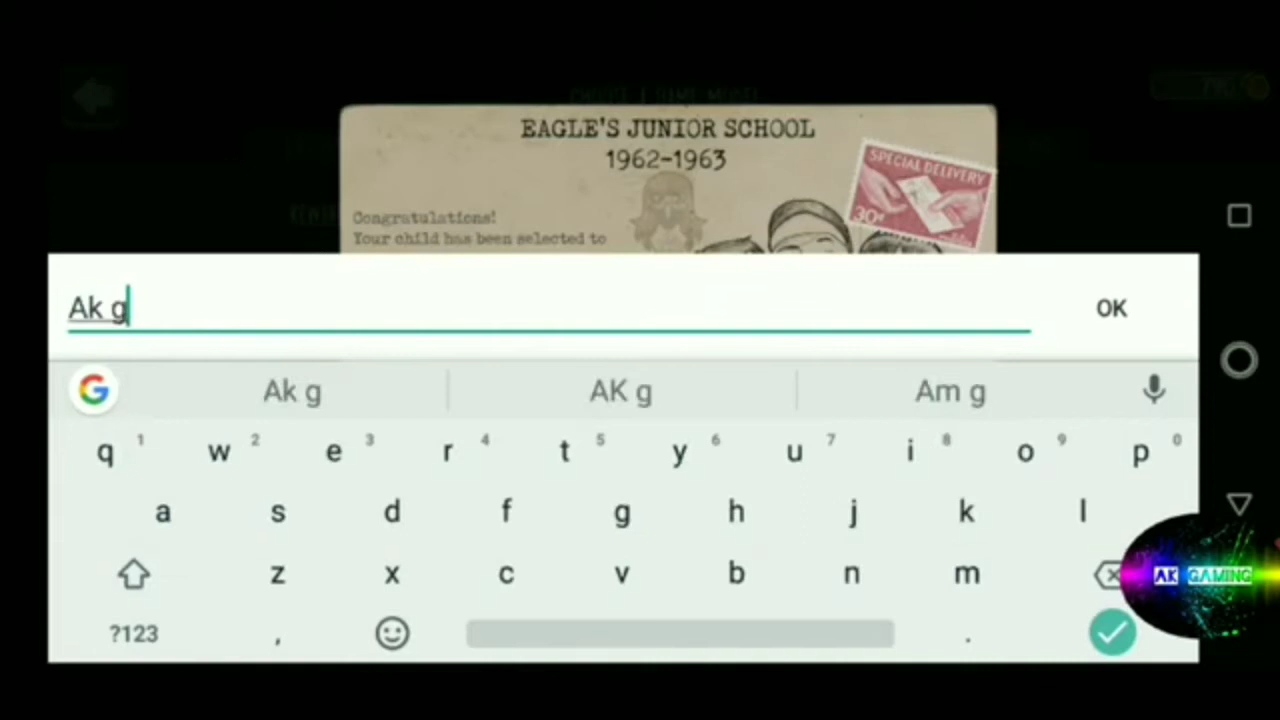 EAGLE'S JUNIOR SCHOOL
1962-1963
SPECIAL DELIVERY
30¢
Congratulations!
Your child has been selected to
Ak g
OK
Ak g
AK g
Am g
q 1 w 2 e 3 r 4 t 5 y 6 u 7 i 8 o 9 p 0
a s d f g h j k l
z x c v b n m
?123 , .
AK GAMING